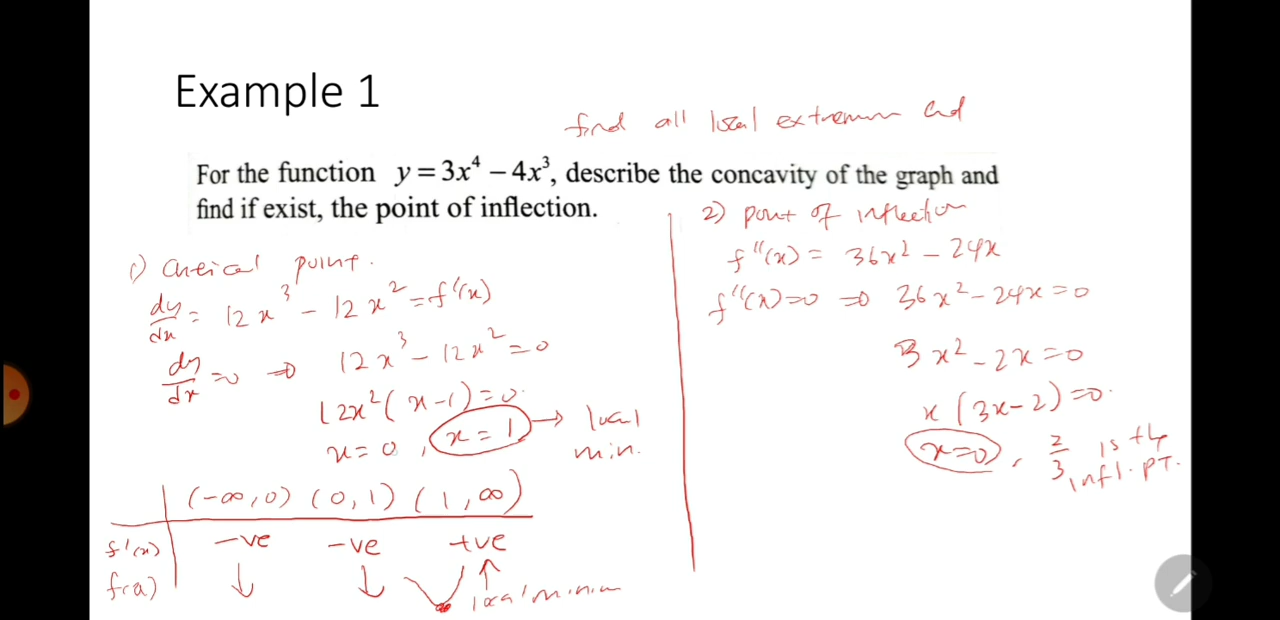 Example 1
find all local extremum and
For the function y = 3x⁴ – 4x³, describe the concavity of the graph and
find if exist, the point of inflection.
1) Critical point.
dy/dx = 12x³ – 12x² = f'(x)
dy/dx = 0 ⇒ 12x³ – 12x² = 0
12x²(x–1) = 0
x = 0, x = 1 → local
min.
(–∞,0) (0,1) (1,∞)
f'(x) –ve –ve +ve
f(x) ↓ ↓ ↑
local minimum
2) point of inflection
f''(x) = 36x² – 24x
f''(x) = 0 ⇒ 36x² – 24x = 0
3x² – 2x = 0
x(3x–2) = 0.
x=0, 2/3 is the
infl. PT.